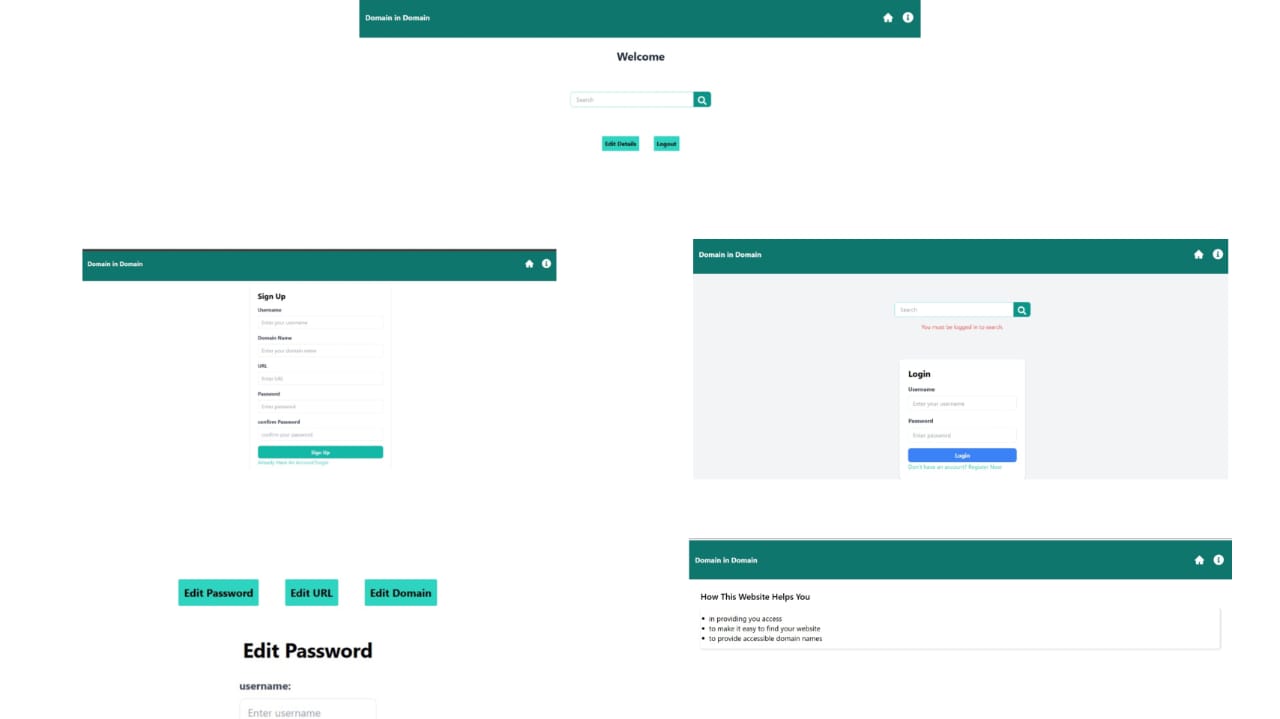 Domain in Domain
Welcome
Search
Edit Details Logout
Domain in Domain
Sign Up
Username
Enter your username
Domain Name
Enter your domain name
URL
Enter URL
Password
Enter password
confirm Password
confirm your password
Sign Up
Already Have An Account?Login
Domain in Domain
Search
You must be logged in to search.
Login
Username
Enter your username
Password
Enter password
Login
Don't have an account? Register Now
Edit Password Edit URL Edit Domain
Edit Password
username:
Enter username
Domain in Domain
How This Website Helps You
• in providing you access
• to make it easy to find your website
• to provide accessible domain names